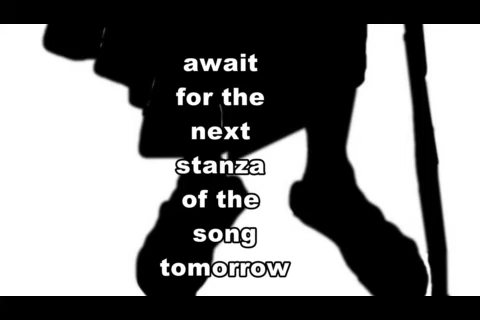 await
for the
next
stanza
of the
song
tomorrow